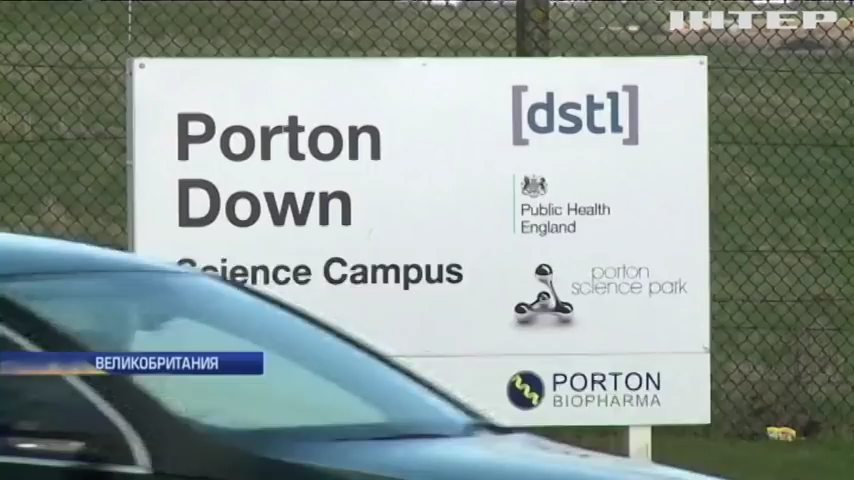 ІНТЕР
Porton
Down
Science Campus
[dstl]
Public Health
England
porton
science park
PORTON
BIOPHARMA
ВЕЛИКОБРИТАНИЯ